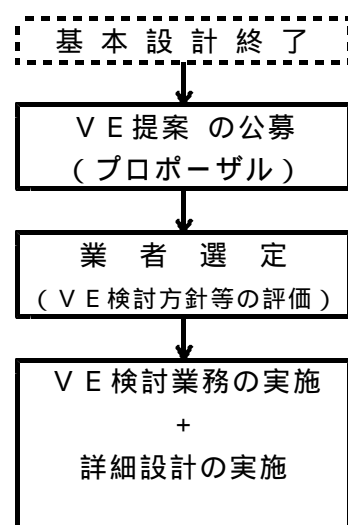 基本設計終了
ＶＥ提案 の公募
(プロポーザル)
業者選定
(ＶＥ検討方針等の評価)
ＶＥ検討業務の実施
+
詳細設計の実施